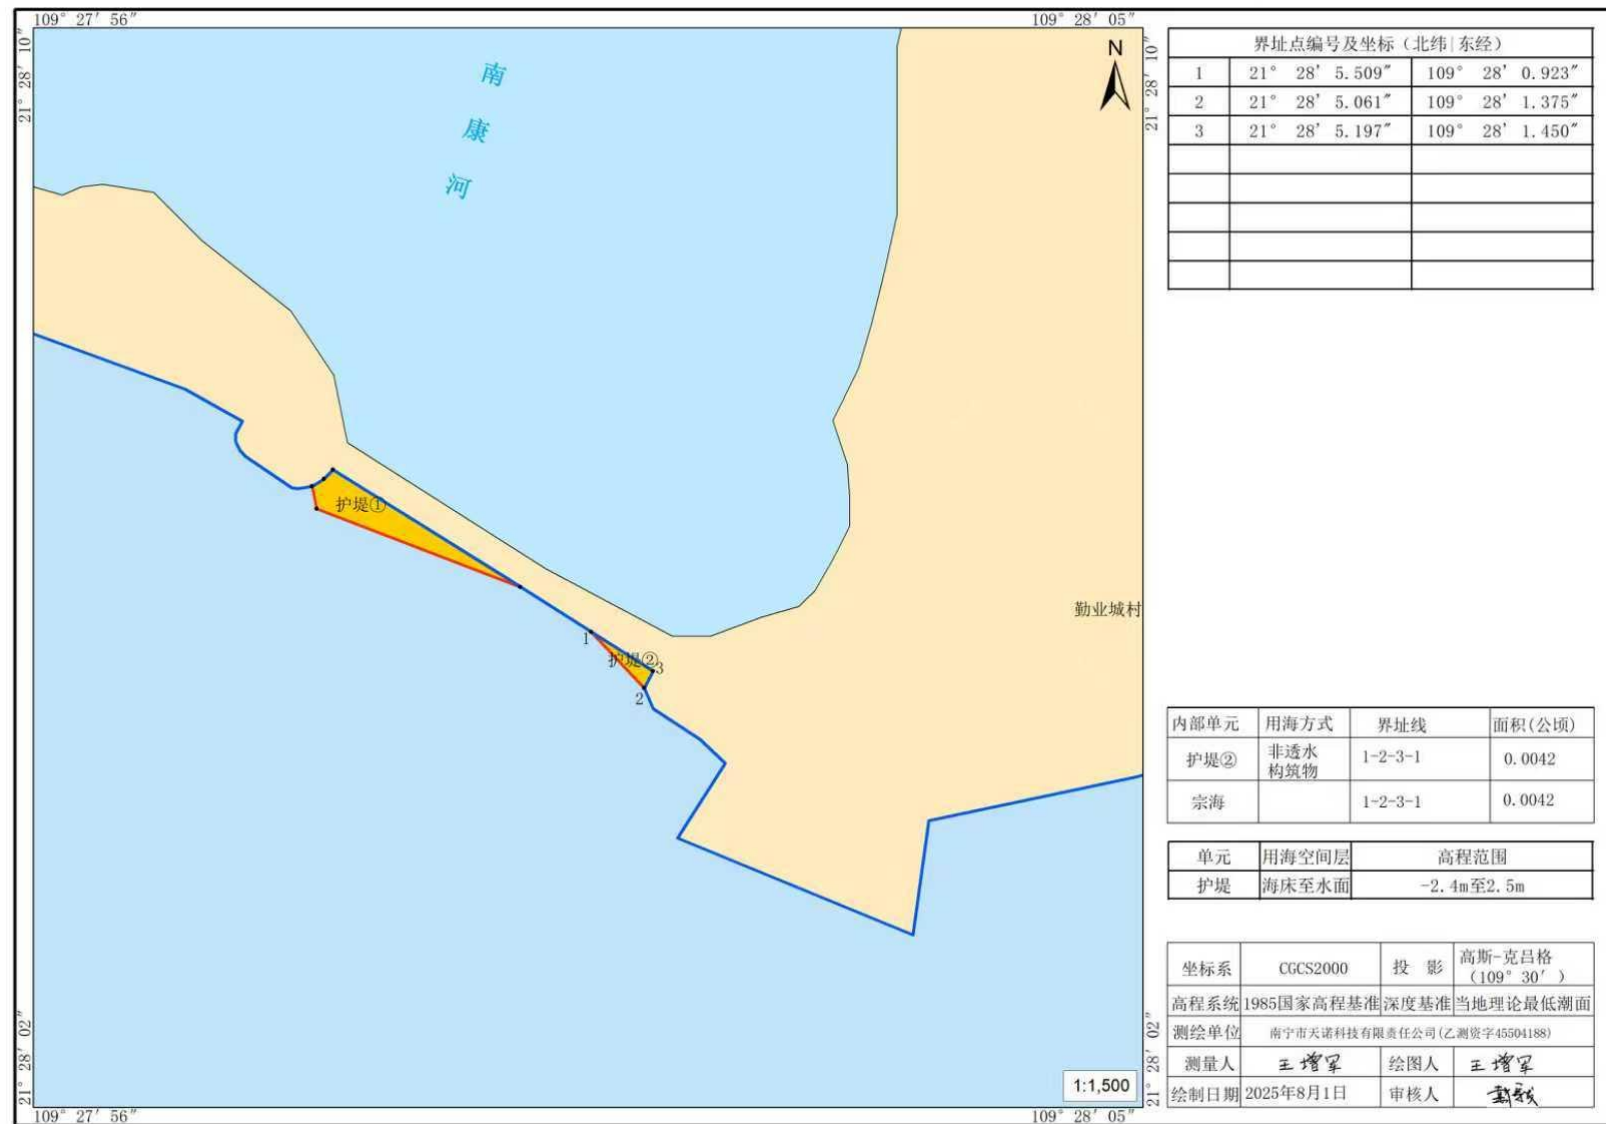 109° 27′ 56″
109° 28′ 05″
21° 28′ 10″
21° 28′ 10″
N
南
康
河
护堤①
1
护堤②
3
2
勤业城村
1:1,500
21° 28′ 02″
21° 28′ 02″
109° 27′ 56″
109° 28′ 05″
界址点编号及坐标（北纬|东经）
1 21° 28′ 5.509″ 109° 28′ 0.923″
2 21° 28′ 5.061″ 109° 28′ 1.375″
3 21° 28′ 5.197″ 109° 28′ 1.450″
内部单元 用海方式 界址线 面积(公顷)
护堤② 非透水
构筑物 1-2-3-1 0.0042
宗海 1-2-3-1 0.0042
单元 用海空间层 高程范围
护堤 海床至水面 -2.4m至2.5m
坐标系 CGCS2000 投 影 高斯-克吕格
（109° 30′ ）
高程系统 1985国家高程基准 深度基准 当地理论最低潮面
测绘单位 南宁市天诺科技有限责任公司(乙测资字45504188)
测量人 王增军 绘图人 王增军
绘制日期 2025年8月1日 审核人